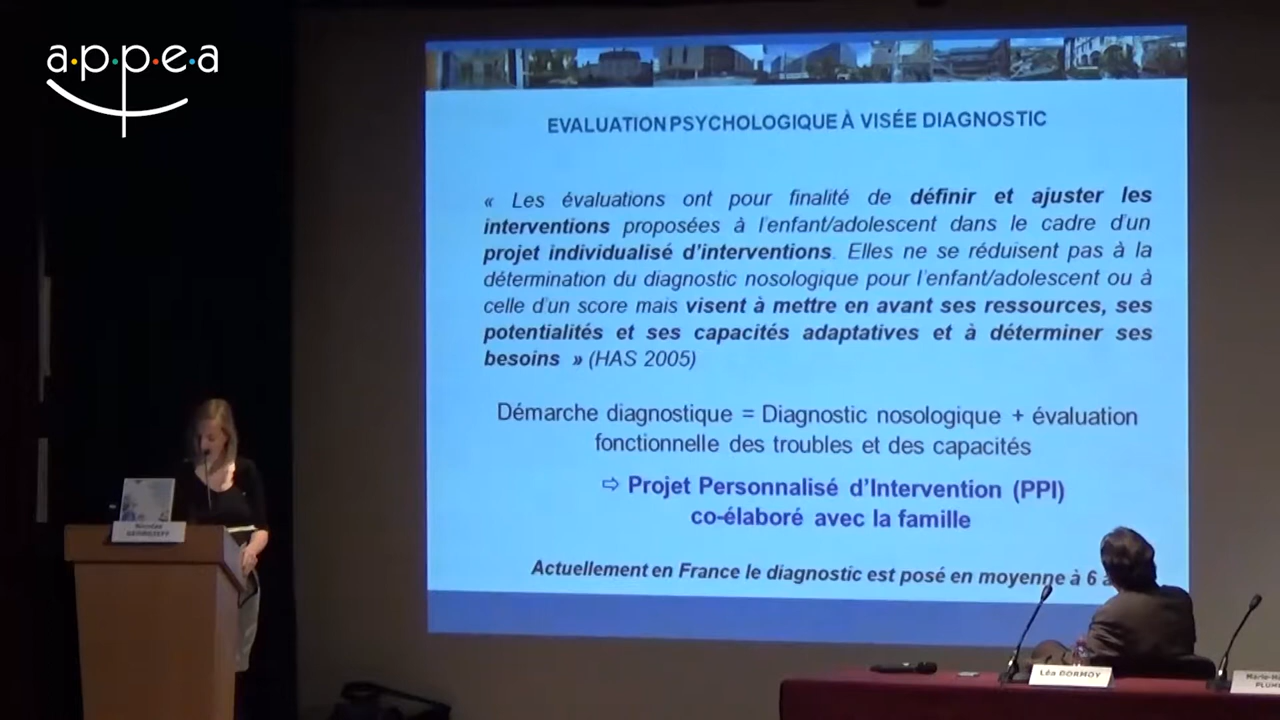 a·p·p·e·a
EVALUATION PSYCHOLOGIQUE À VISÉE DIAGNOSTIC
« Les évaluations ont pour finalité de définir et ajuster les
interventions proposées à l'enfant/adolescent dans le cadre d'un
projet individualisé d'interventions. Elles ne se réduisent pas à la
détermination du diagnostic nosologique pour l'enfant/adolescent ou à
celle d'un score mais visent à mettre en avant ses ressources, ses
potentialités et ses capacités adaptatives et à déterminer ses
besoins » (HAS 2005)
Démarche diagnostique = Diagnostic nosologique + évaluation
fonctionnelle des troubles et des capacités
⇨ Projet Personnalisé d'Intervention (PPI)
co-élaboré avec la famille
Actuellement en France le diagnostic est posé en moyenne à 6
Nicolas
Léa DORMOY